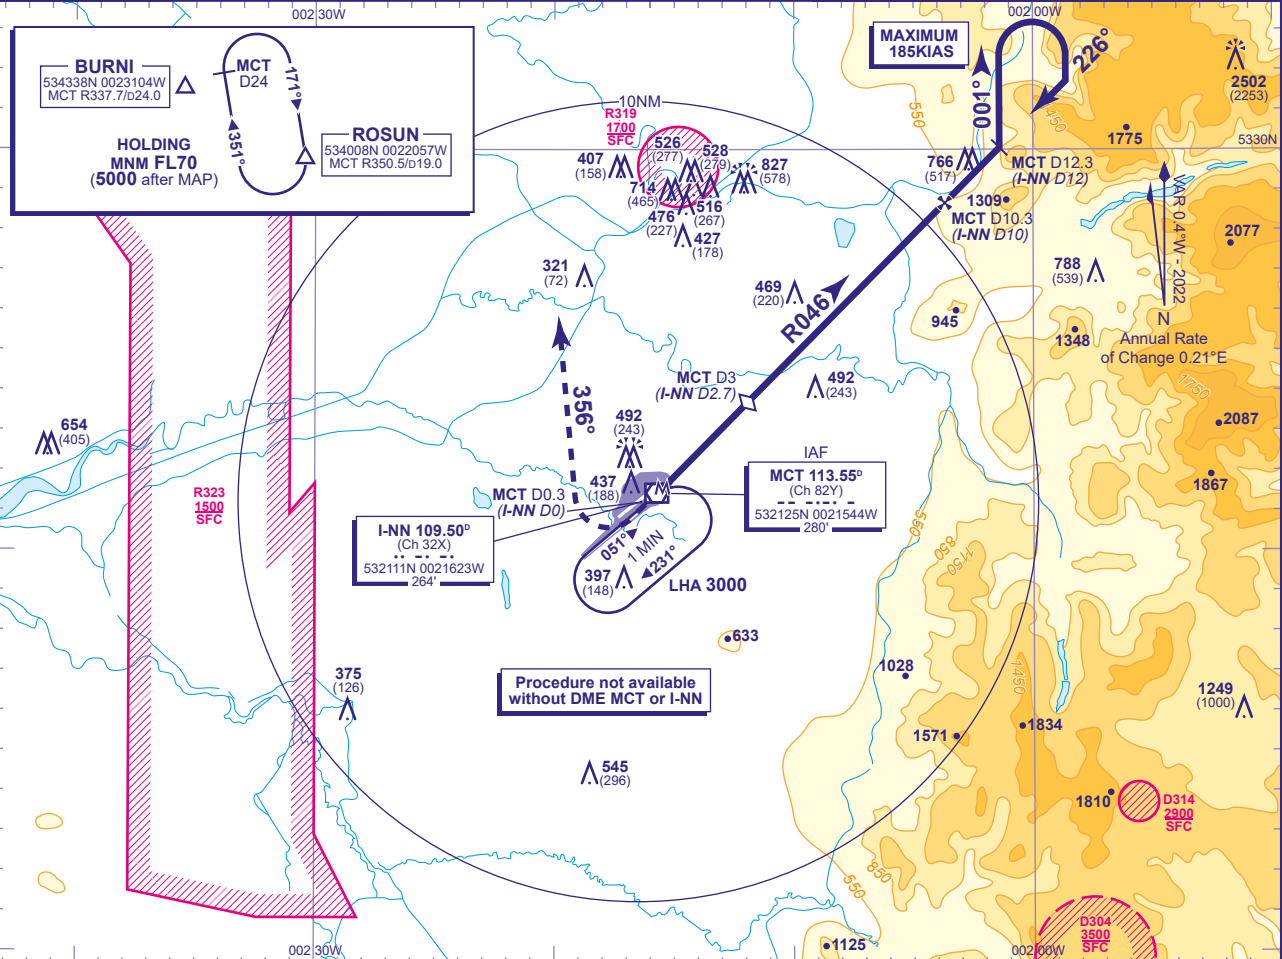 002 30W
002 00W
BURNI
534338N 0023104W
MCT R337.7/D24.0
MCT
D24
171°
351°
HOLDING
MNM FL70
(5000 after MAP)
ROSUN
534008N 0022057W
MCT R350.5/D19.0
MAXIMUM
185KIAS
001°
226°
450
550
2502
(2253)
1775
5330N
10NM
R319
1700
SFC
526
(277)
528
(279)
407
(158)
827
(578)
714
(465)
516
(267)
476
(227)
427
(178)
766
(517)
MCT D12.3
(I-NN D12)
1309
MCT D10.3
(I-NN D10)
VAR 0.4°W - 2022
2077
788
(539)
321
(72)
469
(220)
R046
945
1348
N
Annual Rate
of Change 0.21°E
1750
MCT D3
(I-NN D2.7)
492
(243)
356°
492
(243)
654
(405)
2087
1867
IAF
MCT 113.55D
(Ch 82Y)
532125N 0021544W
280'
437
(188)
M
R323
1500
SFC
MCT D0.3
(I-NN D0)
I-NN 109.50D
(Ch 32X)
532111N 0021623W
264'
051°
1 MIN
231°
397
(148)
LHA 3000
550
850
1150
633
1028
1450
375
(126)
Procedure not available
without DME MCT or I-NN
1249
(1000)
1571
1834
545
(296)
1810
D314
2900
SFC
850
550
D304
3500
SFC
1125
002 30W
002 00W